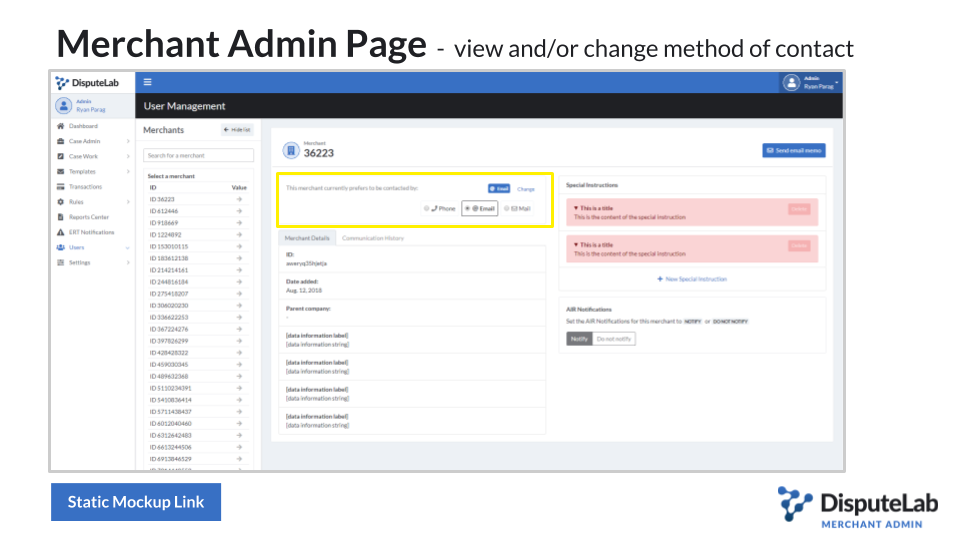 Merchant Admin Page - view and/or change method of contact
DisputeLab
Admin
Ryan Parag
Admin
Ryan Parag
User Management
Dashboard
Case Admin
Case Work
Templates
Transactions
Rules
Reports Center
ERT Notifications
Users
Settings
Merchants
Hide list
Search for a merchant
Select a merchant
ID Value
ID 36223
ID 612446
ID 918669
ID 1224892
ID 153010115
ID 183612138
ID 214214161
ID 244816184
ID 275418207
ID 306020230
ID 336622253
ID 367224276
ID 397826299
ID 428428322
ID 459030345
ID 489632368
ID 5110234391
ID 5410836414
ID 5711438437
ID 6012040460
ID 6312642483
ID 6613244506
ID 6913846529
Merchant
36223
Send email memo
This merchant currently prefers to be contacted by:
Email Change
Phone Email Mail
Merchant Details Communication History
ID:
Date added:
Aug. 12, 2018
Parent company:
-
[data information label]
[data information string]
[data information label]
[data information string]
[data information label]
[data information string]
[data information label]
[data information string]
Special Instructions
This is a title
Delete
This is the content of the special instruction
This is a title
Delete
This is the content of the special instruction
+ New Special Instruction
AIR Notifications
Set the AIR Notifications for this merchant to NOTIFY or DO NOT NOTIFY
Notify Do not notify
Static Mockup Link
DisputeLab
MERCHANT ADMIN